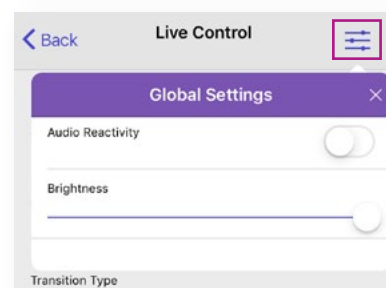 Back
Live Control
Global Settings
Audio Reactivity
Brightness
Transition Type